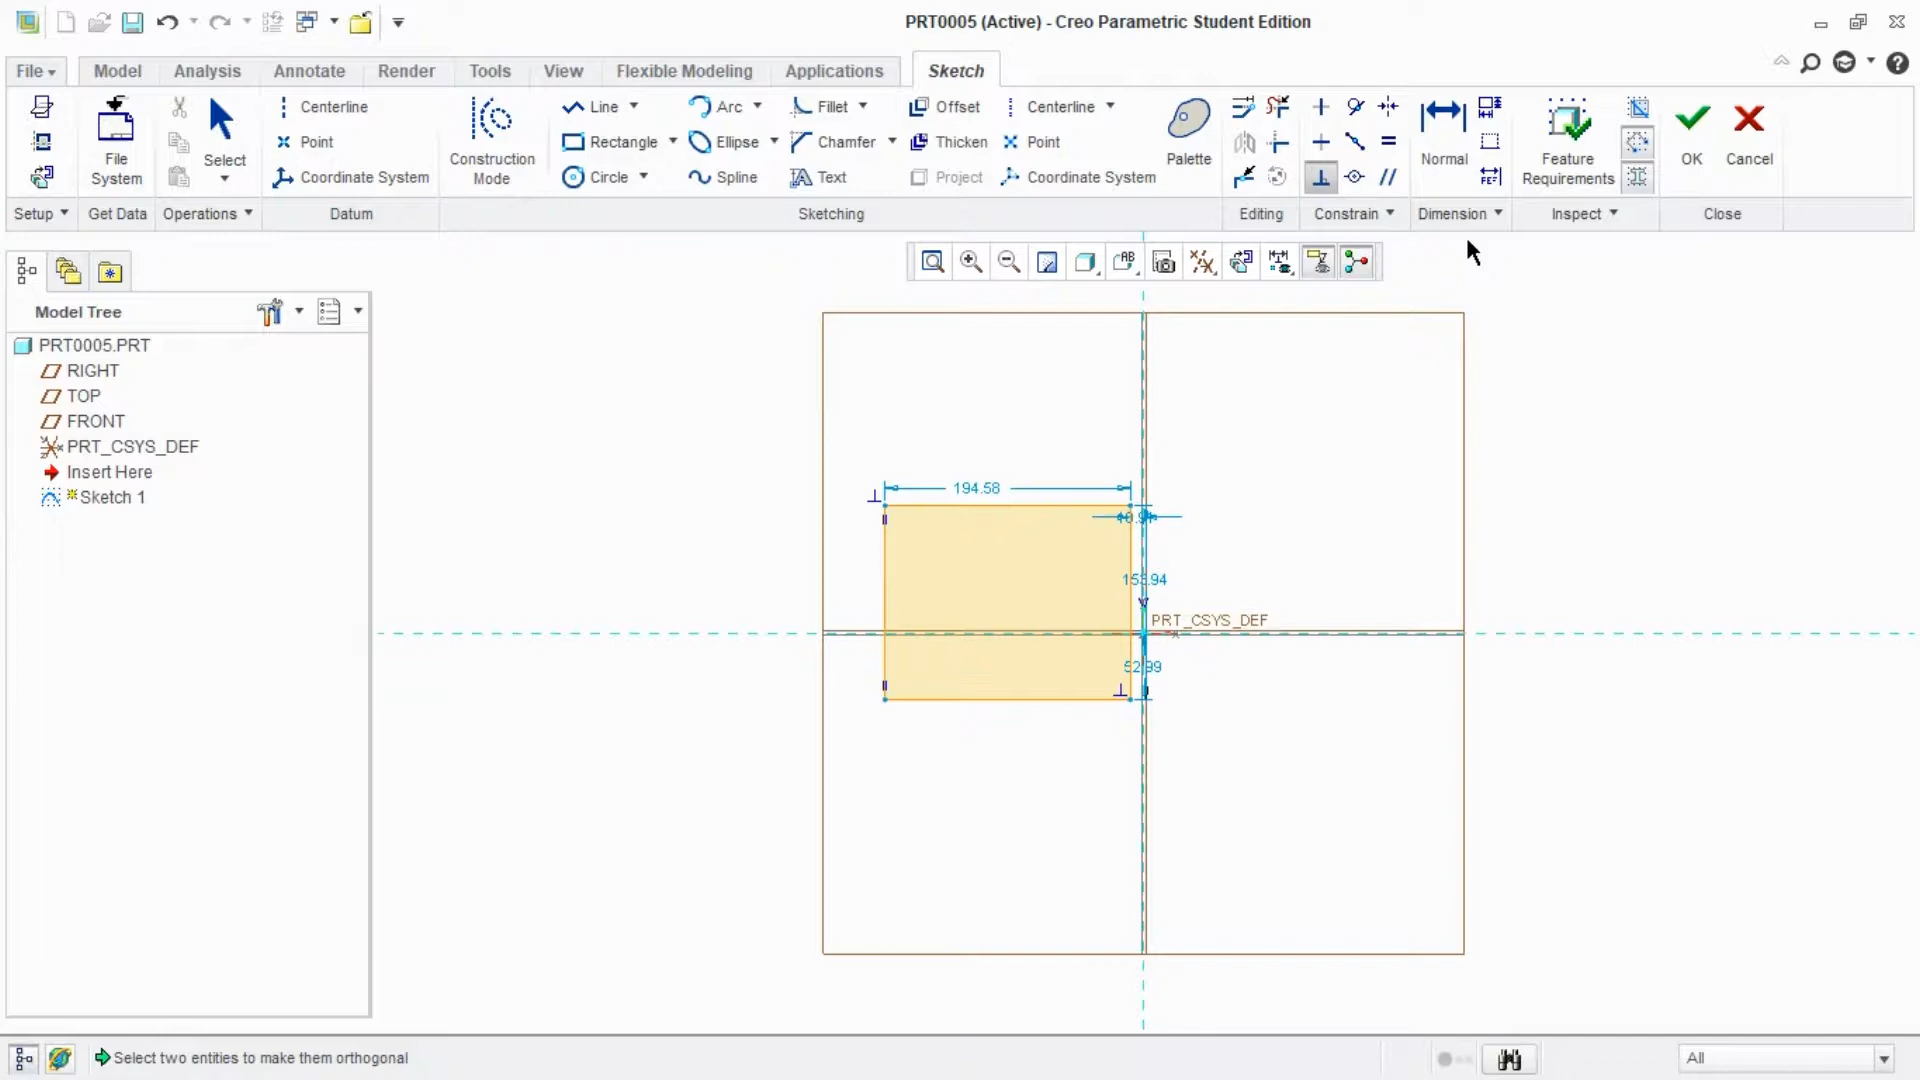 PRT0005 (Active) - Creo Parametric Student Edition
File Model Analysis Annotate Render Tools View Flexible Modeling Applications Sketch
Centerline Line Arc Fillet Offset Centerline
Point Rectangle Ellipse Chamfer Thicken Point
File System Select Construction Mode Palette Normal Feature Requirements OK Cancel
Coordinate System Circle Spline Text Project Coordinate System
Setup Get Data Operations Datum Sketching Editing Constrain Dimension Inspect Close
Model Tree
PRT0005.PRT
RIGHT
TOP
FRONT
PRT_CSYS_DEF
Insert Here
Sketch 1
194.58
PRT_CSYS_DEF
52.99
Select two entities to make them orthogonal
All